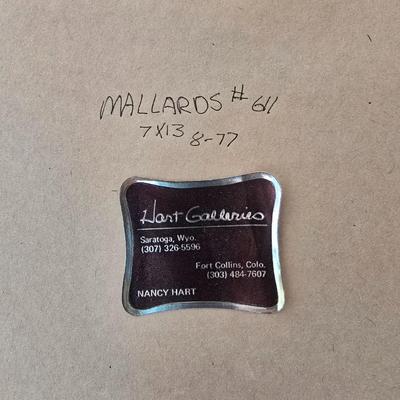 MALLARDS #611
7X13 8-77
Hart Galleries
Saratoga, Wyo.
(307) 326-5596
Fort Collins, Colo.
(303) 484-7607
NANCY HART